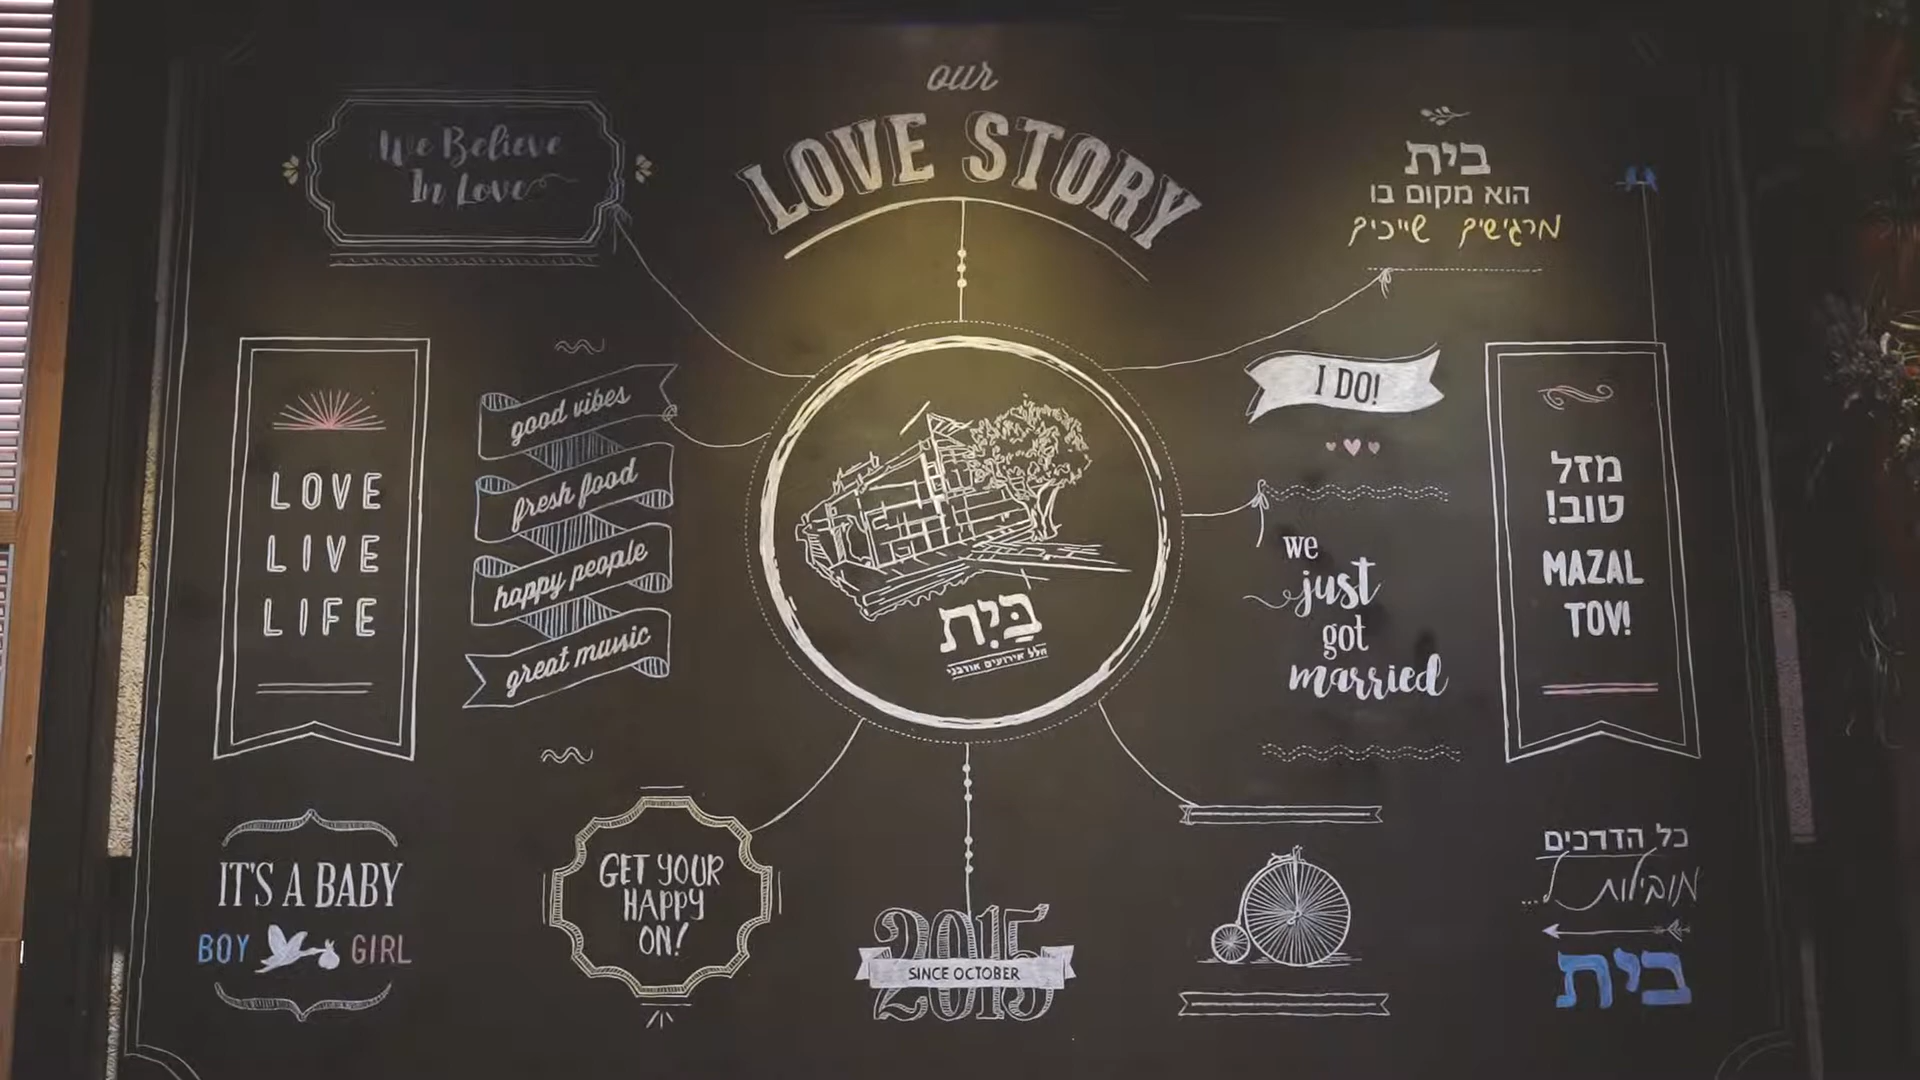 our
LOVE STORY
We Believe
In Love
בית
הוא מקום בו
מרגישים שייכים
LOVE
LIVE
LIFE
good vibes
fresh food
happy people
great music
בַּיִת
חלל אירועים אורבני
I DO!
we
just
got
married
מזל
טוב!
MAZAL
TOV!
IT'S A BABY
BOY GIRL
GET YOUR
HAPPY
ON!
2015
SINCE OCTOBER
כל הדרכים
מובילות ל...
בית